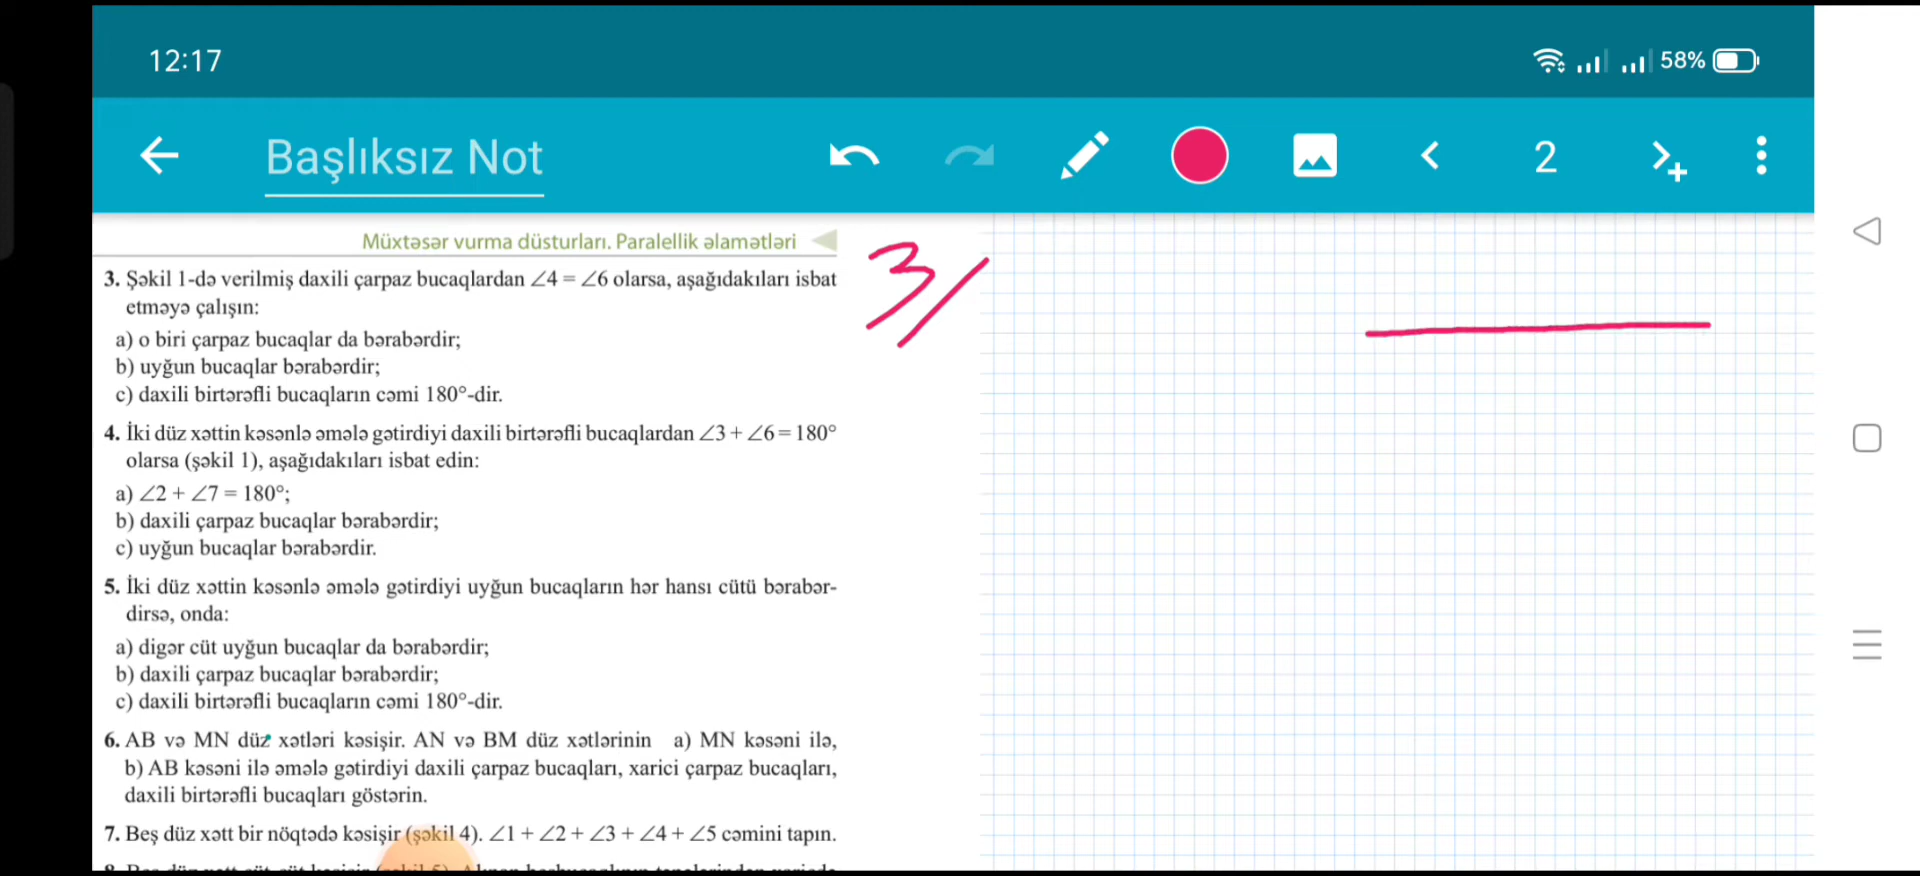 12:17
58%
Başlıksız Not
2
Müxtəsər vurma düsturları. Paralellik əlamətləri
3. Şəkil 1-də verilmiş daxili çarpaz bucaqlardan ∠4 = ∠6 olarsa, aşağıdakıları isbat
etməyə çalışın:
a) o biri çarpaz bucaqlar da bərabərdir;
b) uyğun bucaqlar bərabərdir;
c) daxili birtərəfli bucaqların cəmi 180°-dir.
3/
4. İki düz xəttin kəsənlə əmələ gətirdiyi daxili birtərəfli bucaqlardan ∠3 + ∠6 = 180°
olarsa (şəkil 1), aşağıdakıları isbat edin:
a) ∠2 + ∠7 = 180°;
b) daxili çarpaz bucaqlar bərabərdir;
c) uyğun bucaqlar bərabərdir.
5. İki düz xəttin kəsənlə əmələ gətirdiyi uyğun bucaqların hər hansı cütü bərabər-
dirsə, onda:
a) digər cüt uyğun bucaqlar da bərabərdir;
b) daxili çarpaz bucaqlar bərabərdir;
c) daxili birtərəfli bucaqların cəmi 180°-dir.
6. AB və MN düz xətləri kəsişir. AN və BM düz xətlərinin a) MN kəsəni ilə,
b) AB kəsəni ilə əmələ gətirdiyi daxili çarpaz bucaqları, xarici çarpaz bucaqları,
daxili birtərəfli bucaqları göstərin.
7. Beş düz xətt bir nöqtədə kəsişir (şəkil 4). ∠1 + ∠2 + ∠3 + ∠4 + ∠5 cəmini tapın.